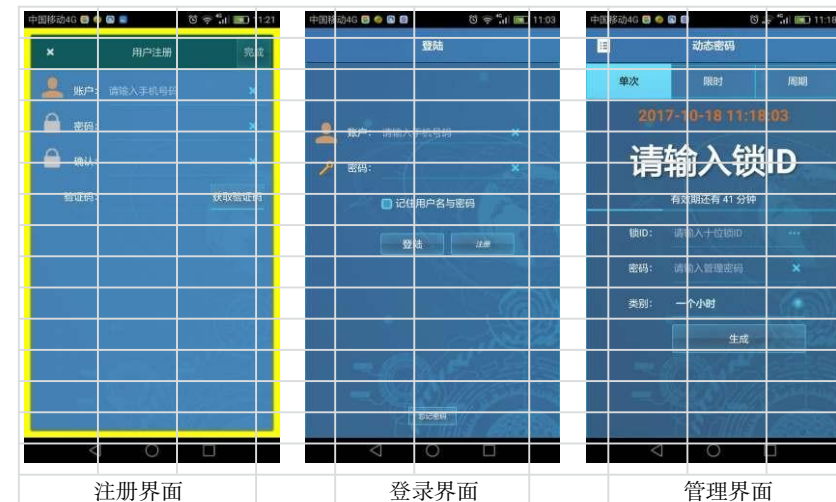 中国移动4G 11:21
用户注册 完成
账户: 请输入手机号码
密码:
确认:
验证码: 获取验证码
注册界面
中国移动4G 11:03
登陆
账户: 请输入手机号码
密码:
记住用户名与密码
登陆 注册
忘记密码
登录界面
中国移动4G 11:18
动态密码
单次 限时 周期
2017-10-18 11:18:03
请输入锁ID
有效期还有 41 分钟
锁ID: 请输入十位锁ID
密码: 请输入管理密码
类别: 一个小时
生成
管理界面